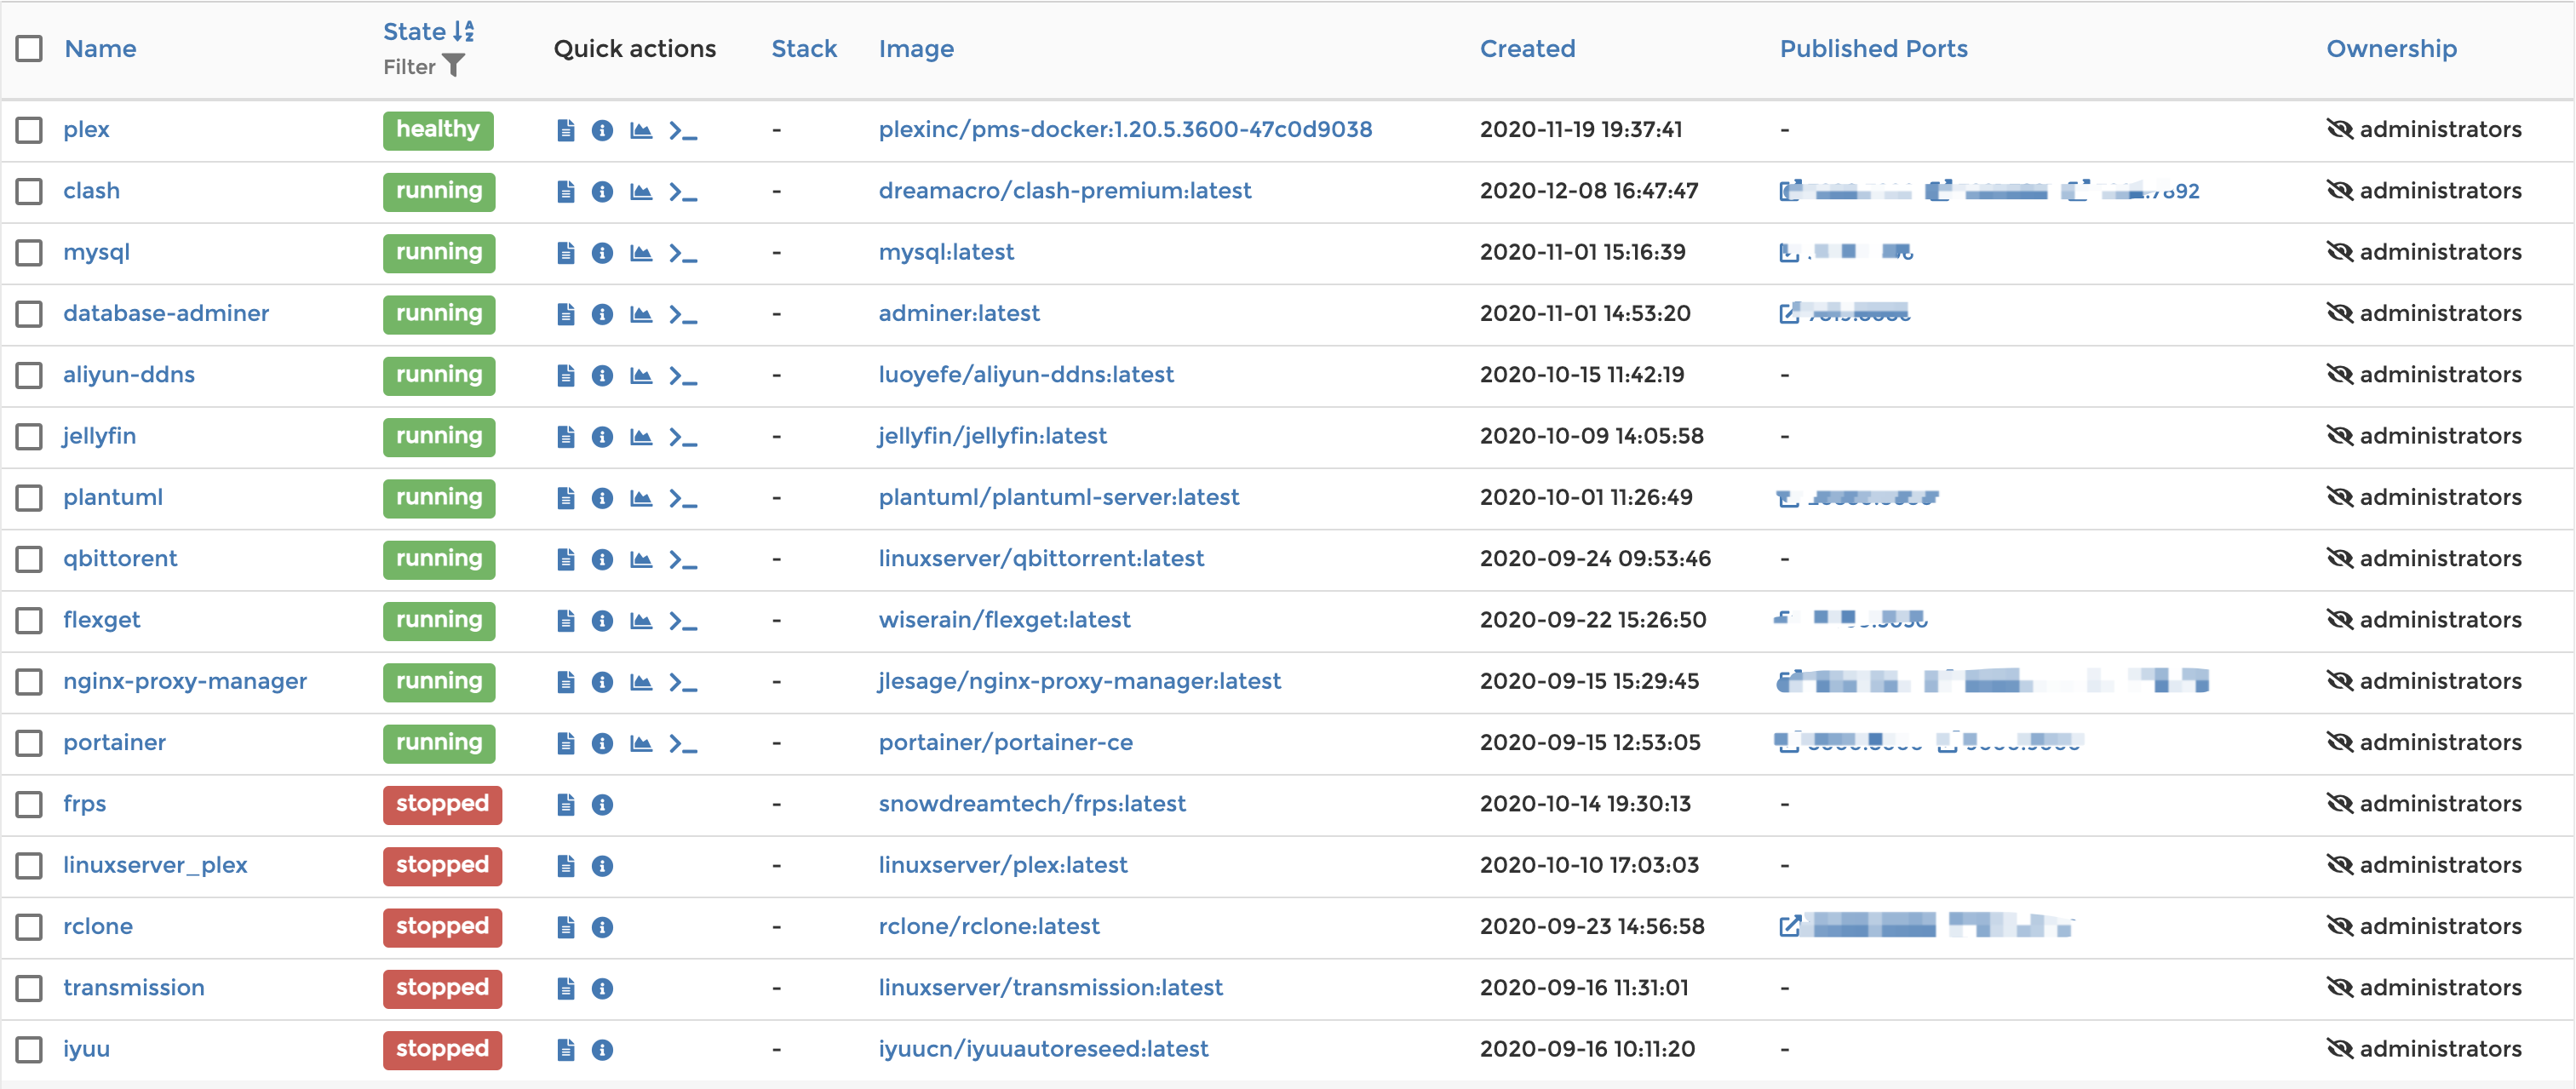 Name State Filter Quick actions Stack Image Created Published Ports Ownership
plex healthy - plexinc/pms-docker:1.20.5.3600-47c0d9038 2020-11-19 19:37:41 - administrators
clash running - dreamacro/clash-premium:latest 2020-12-08 16:47:47 administrators
mysql running - mysql:latest 2020-11-01 15:16:39 administrators
database-adminer running - adminer:latest 2020-11-01 14:53:20 administrators
aliyun-ddns running - luoyefe/aliyun-ddns:latest 2020-10-15 11:42:19 - administrators
jellyfin running - jellyfin/jellyfin:latest 2020-10-09 14:05:58 - administrators
plantuml running - plantuml/plantuml-server:latest 2020-10-01 11:26:49 administrators
qbittorent running - linuxserver/qbittorrent:latest 2020-09-24 09:53:46 - administrators
flexget running - wiserain/flexget:latest 2020-09-22 15:26:50 administrators
nginx-proxy-manager running - jlesage/nginx-proxy-manager:latest 2020-09-15 15:29:45 administrators
portainer running - portainer/portainer-ce 2020-09-15 12:53:05 administrators
frps stopped - snowdreamtech/frps:latest 2020-10-14 19:30:13 - administrators
linuxserver_plex stopped - linuxserver/plex:latest 2020-10-10 17:03:03 - administrators
rclone stopped - rclone/rclone:latest 2020-09-23 14:56:58 administrators
transmission stopped - linuxserver/transmission:latest 2020-09-16 11:31:01 - administrators
iyuu stopped - iyuucn/iyuuautoreseed:latest 2020-09-16 10:11:20 - administrators